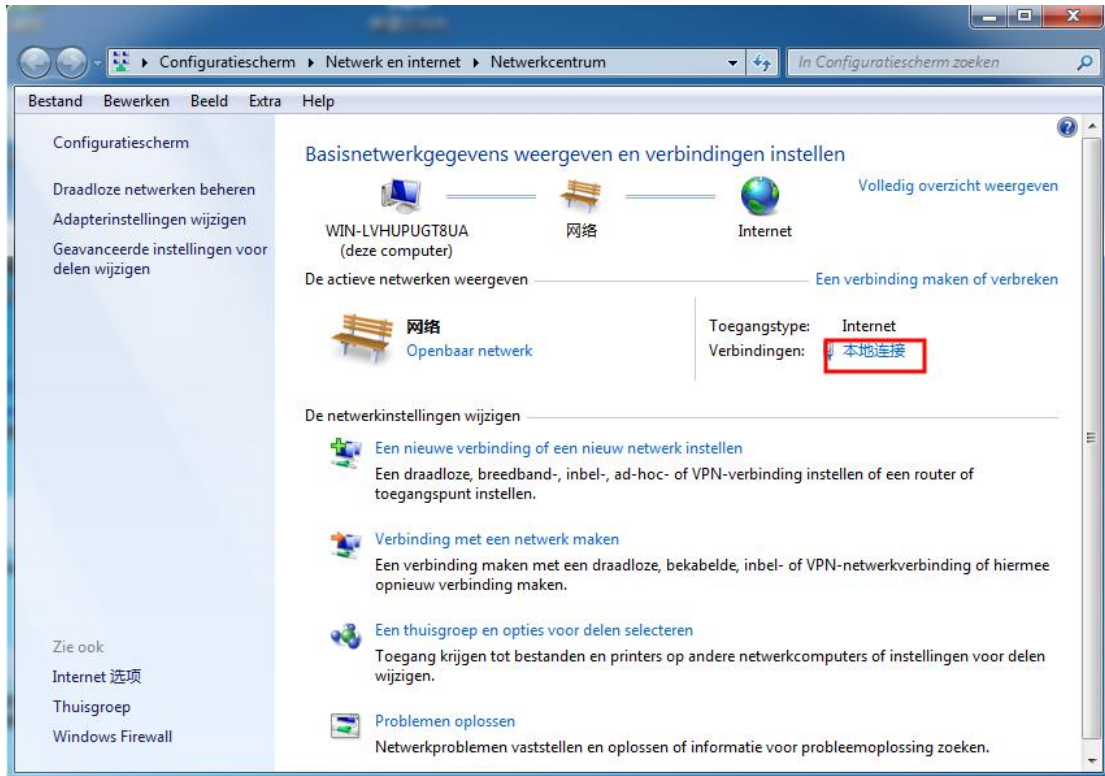 Configuratiescherm ▸ Netwerk en internet ▸ Netwerkcentrum
In Configuratiescherm zoeken
Bestand Bewerken Beeld Extra Help
Configuratiescherm
Draadloze netwerken beheren
Adapterinstellingen wijzigen
Geavanceerde instellingen voor
delen wijzigen
Zie ook
Internet 选项
Thuisgroep
Windows Firewall
Basisnetwerkgegevens weergeven en verbindingen instellen
Volledig overzicht weergeven
WIN-LVHUPUGT8UA
(deze computer)
网络
Internet
De actieve netwerken weergeven
Een verbinding maken of verbreken
网络
Openbaar netwerk
Toegangstype: Internet
Verbindingen: 本地连接
De netwerkinstellingen wijzigen
Een nieuwe verbinding of een nieuw netwerk instellen
Een draadloze, breedband-, inbel-, ad-hoc- of VPN-verbinding instellen of een router of
toegangspunt instellen.
Verbinding met een netwerk maken
Een verbinding maken met een draadloze, bekabelde, inbel- of VPN-netwerkverbinding of hiermee
opnieuw verbinding maken.
Een thuisgroep en opties voor delen selecteren
Toegang krijgen tot bestanden en printers op andere netwerkcomputers of instellingen voor delen
wijzigen.
Problemen oplossen
Netwerkproblemen vaststellen en oplossen of informatie voor probleemoplossing zoeken.